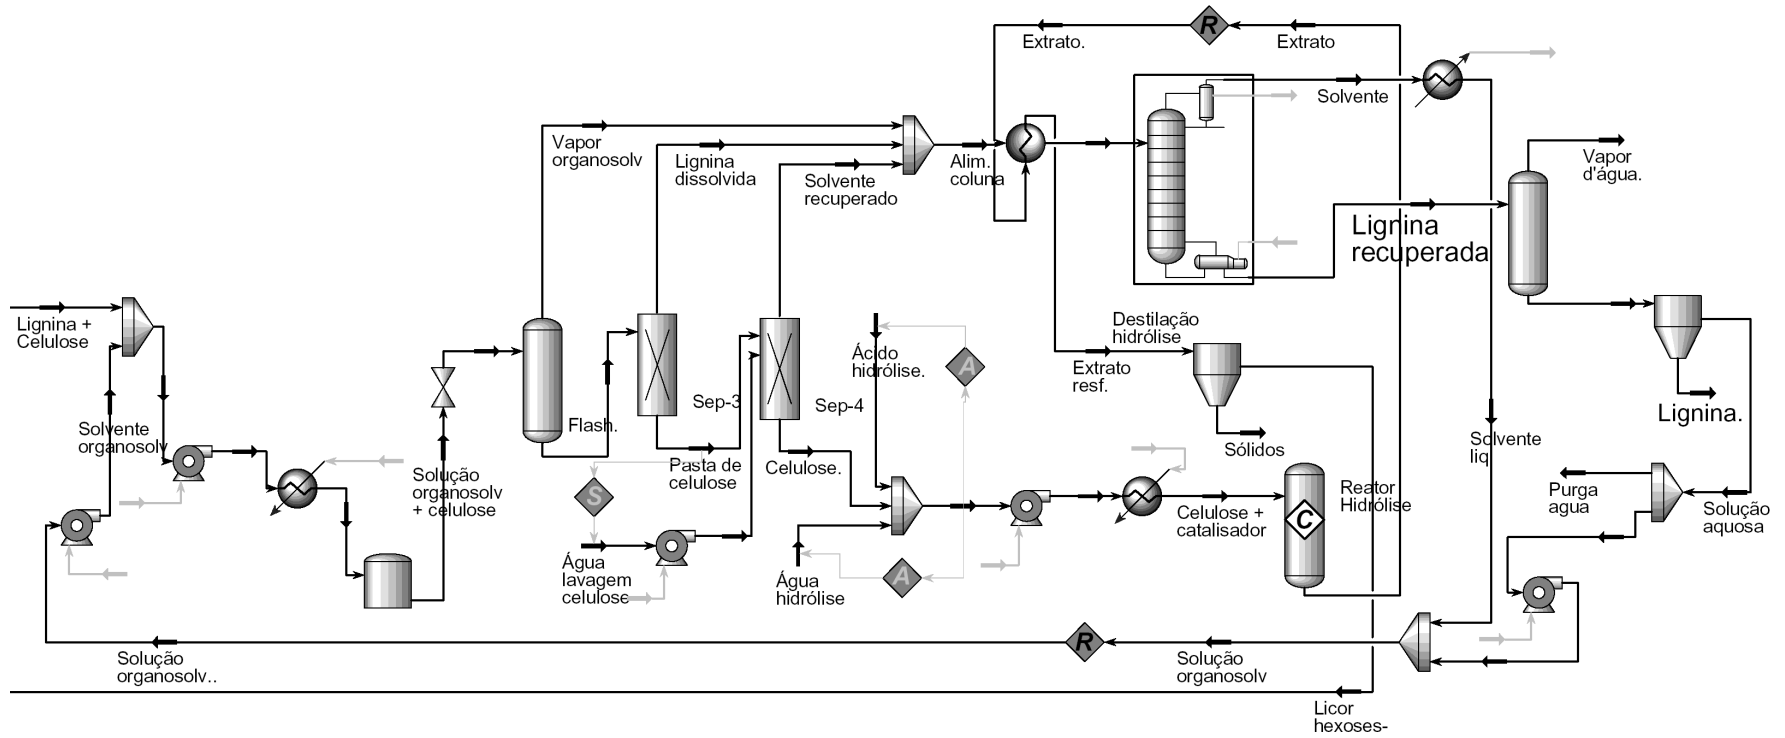 R
Extrato.
Extrato
Solvente
Vapor
organosolv
Lignina
dissolvida
Solvente
recuperado
Alim.
coluna
Vapor
d'água.
Lignina
recuperada
Lignina +
Celulose
Destilação
hidrólise
Ácido
hidrólise.
A
Extrato
resf.
Sep-3
Sep-4
Flash.
Lignina.
Solvente
organosolv
Solvente
liq
Sólidos
Pasta de
celulose
Celulose.
Solução
organosolv
+ celulose
S
Reator
Hidrólise
C
Celulose +
catalisador
Purga
agua
Solução
aquosa
Água
lavagem
celulose
Água
hidrólise
A
R
Solução
organosolv..
Solução
organosolv
Licor
hexoses-